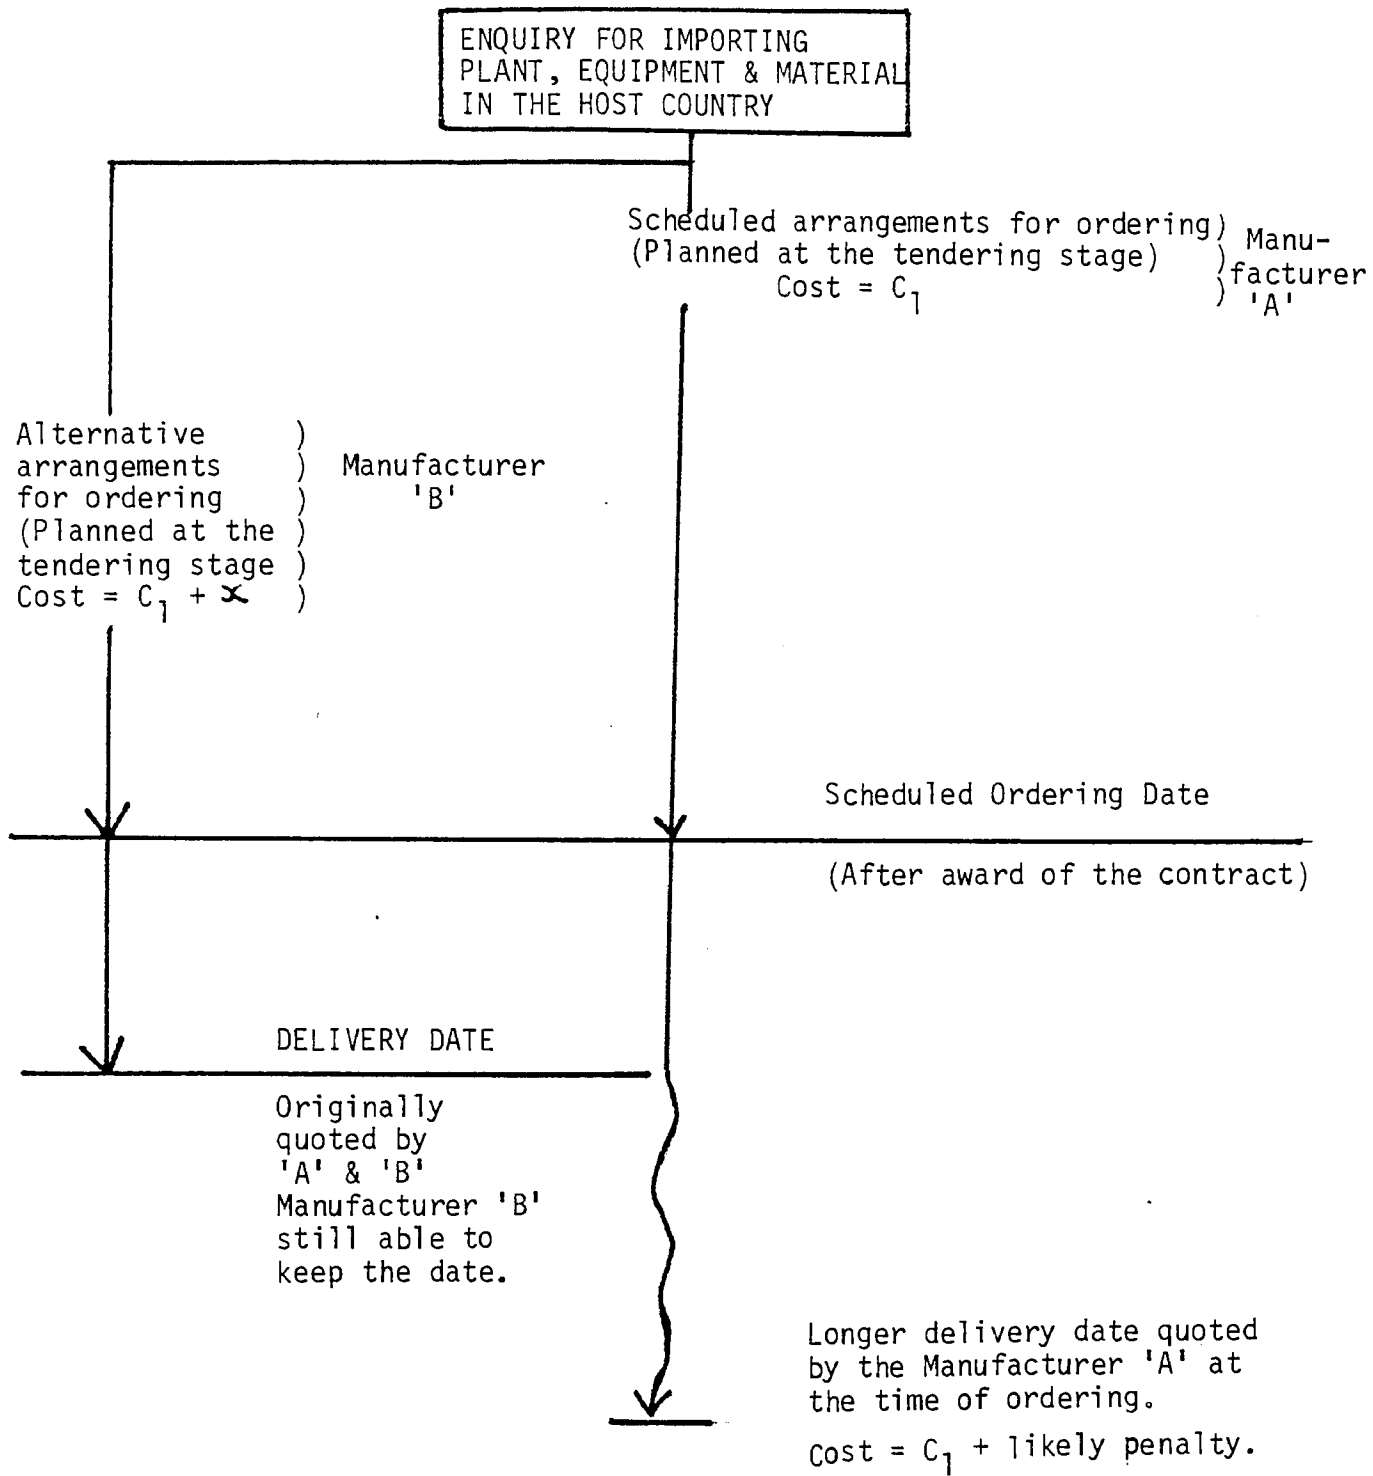 ENQUIRY FOR IMPORTING
PLANT, EQUIPMENT & MATERIAL
IN THE HOST COUNTRY
Scheduled arrangements for ordering)
(Planned at the tendering stage) )
Cost = C1 )
Manu-
facturer
'A'
Alternative )
arrangements )
for ordering )
(Planned at the )
tendering stage )
Cost = C1 + x )
Manufacturer
'B'
Scheduled Ordering Date
(After award of the contract)
DELIVERY DATE
Originally
quoted by
'A' & 'B'
Manufacturer 'B'
still able to
keep the date.
Longer delivery date quoted
by the Manufacturer 'A' at
the time of ordering.
Cost = C1 + likely penalty.